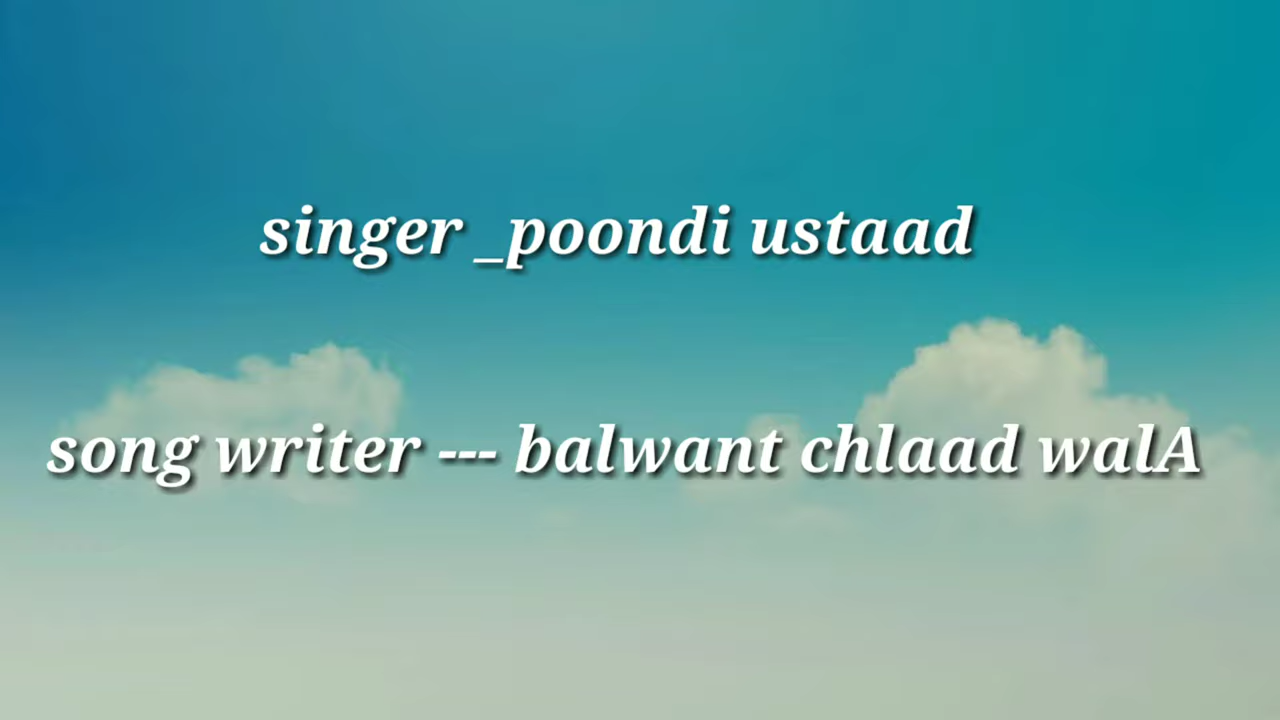 singer _poondi ustaad
song writer --- balwant chlaad walA